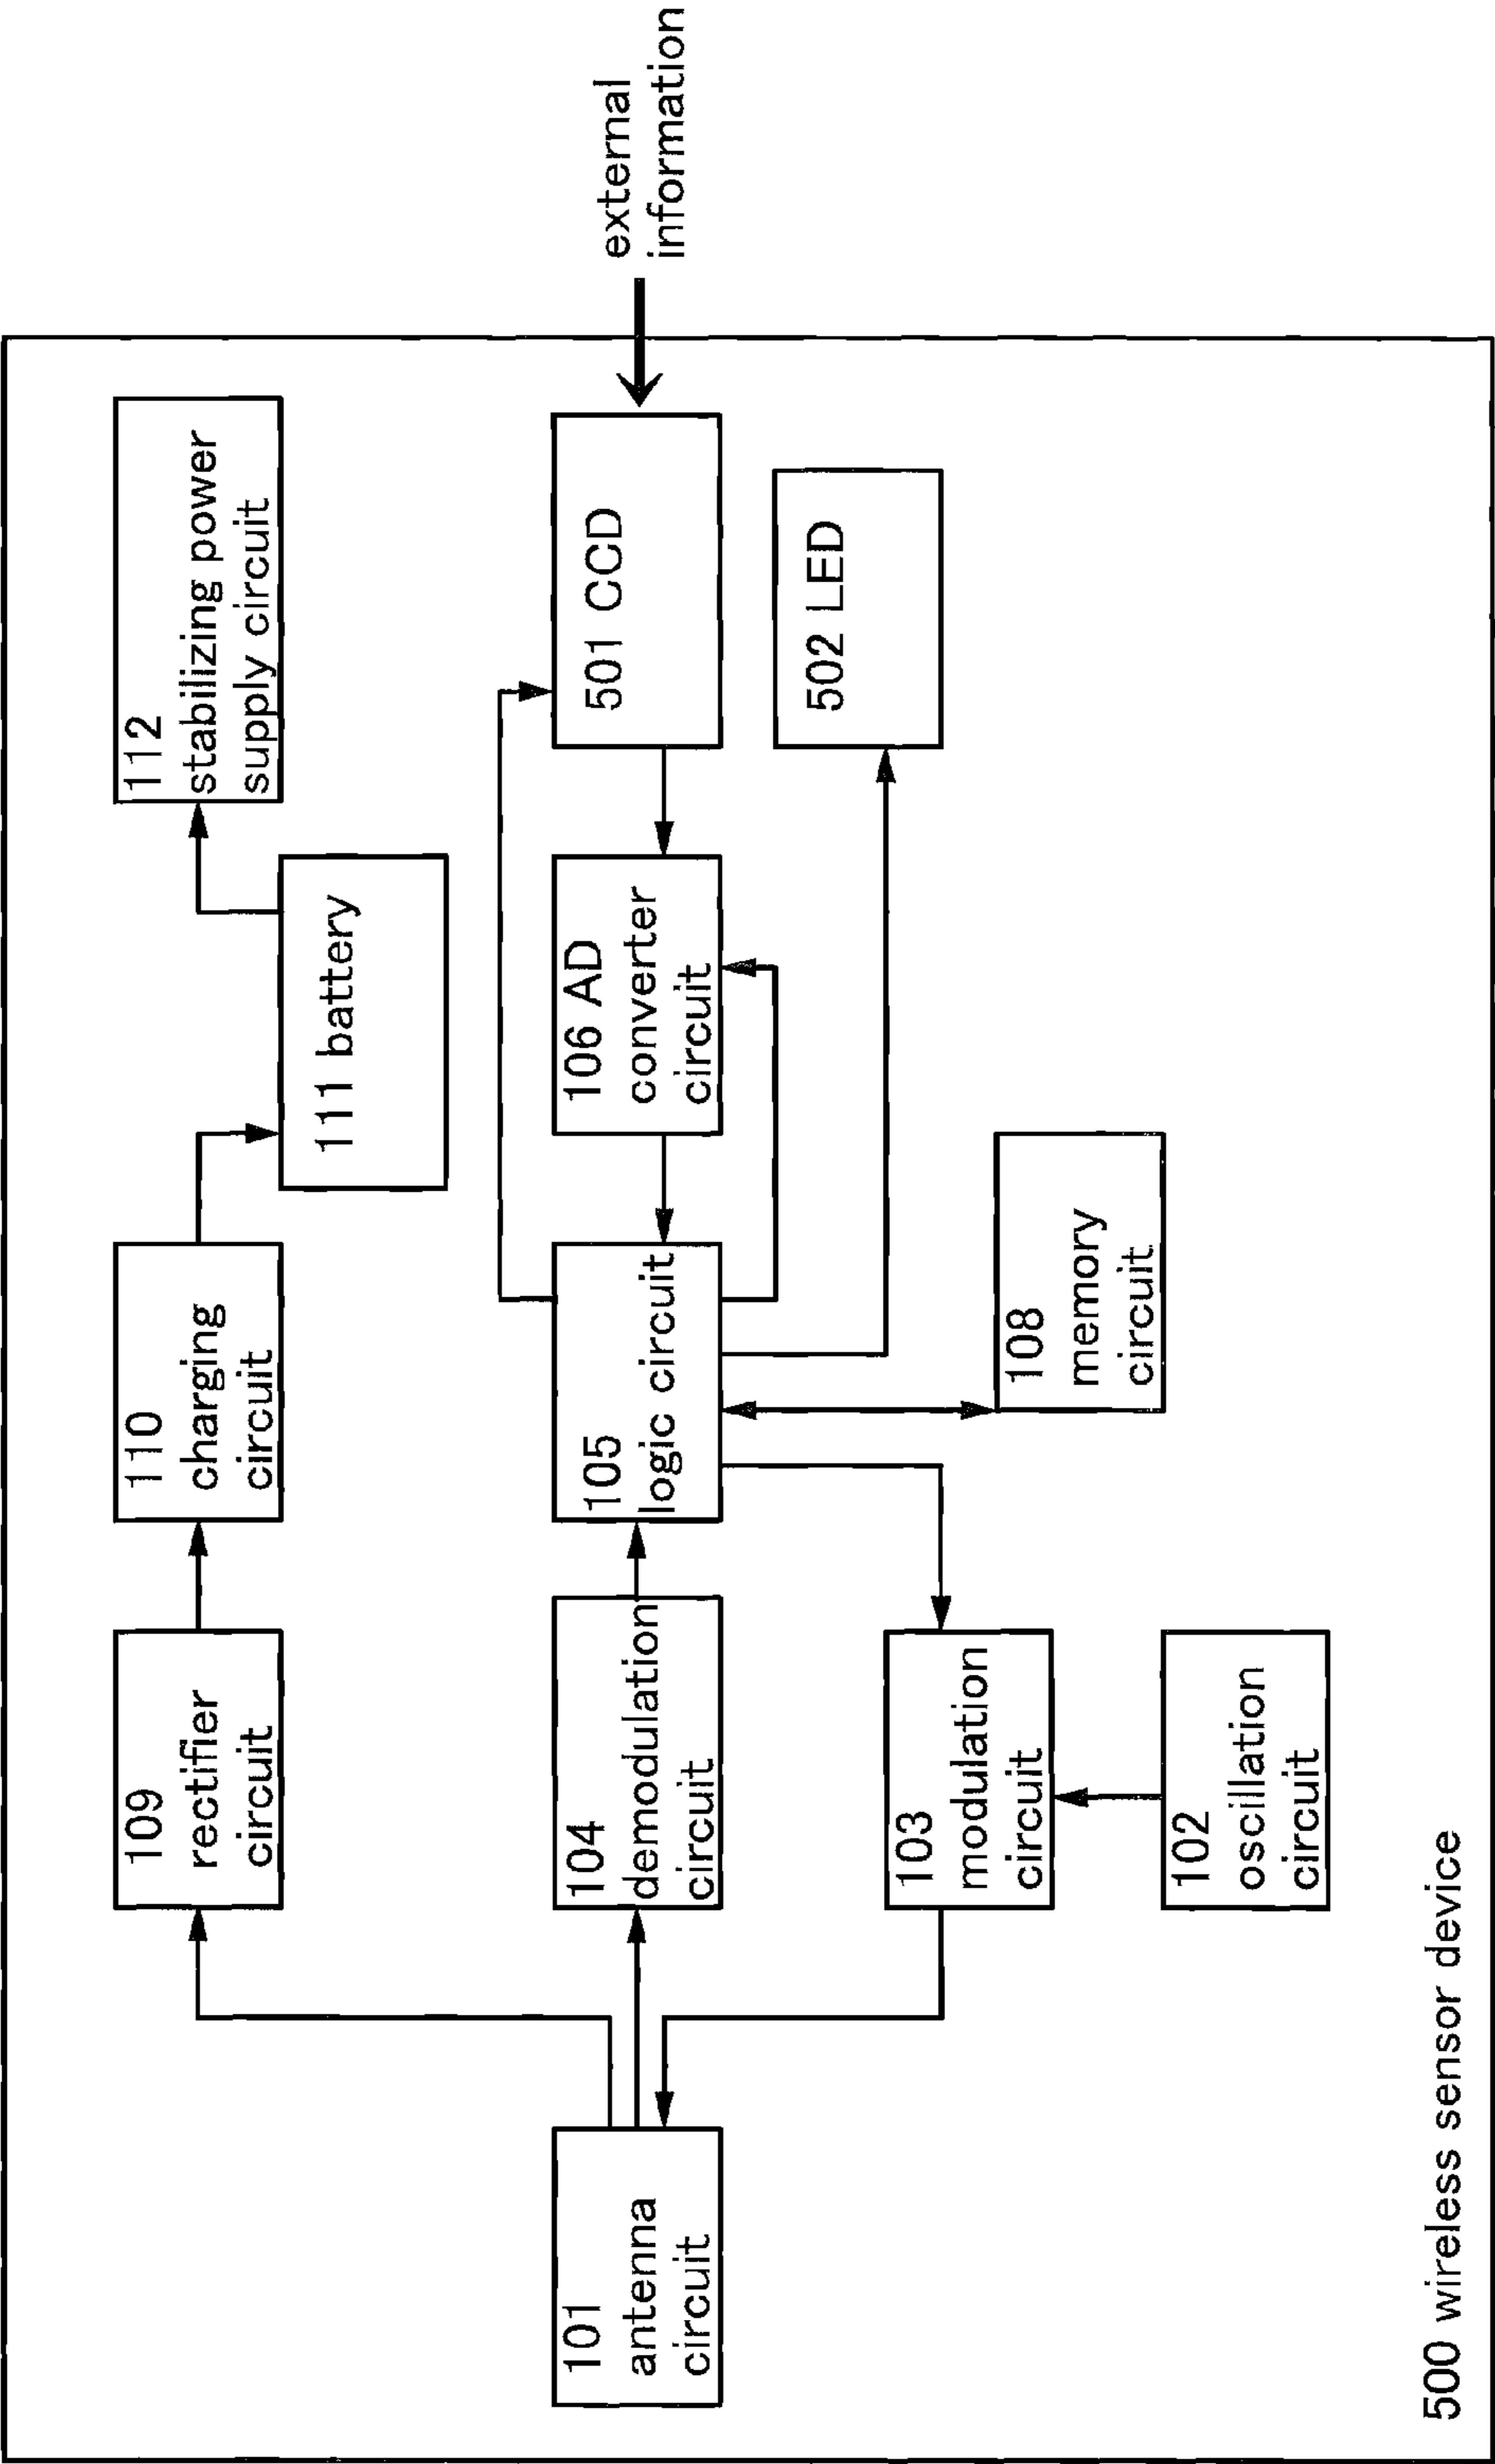 112
stabilizing power
supply circuit
110
charging
circuit
109
rectifier
circuit
111 battery
external
information
501 CCD
106 AD
converter
circuit
105
logic circuit
104
demodulation
circuit
101
antenna
circuit
502 LED
103
modulation
circuit
108
memory
circuit
102
oscillation
circuit
500 wireless sensor device